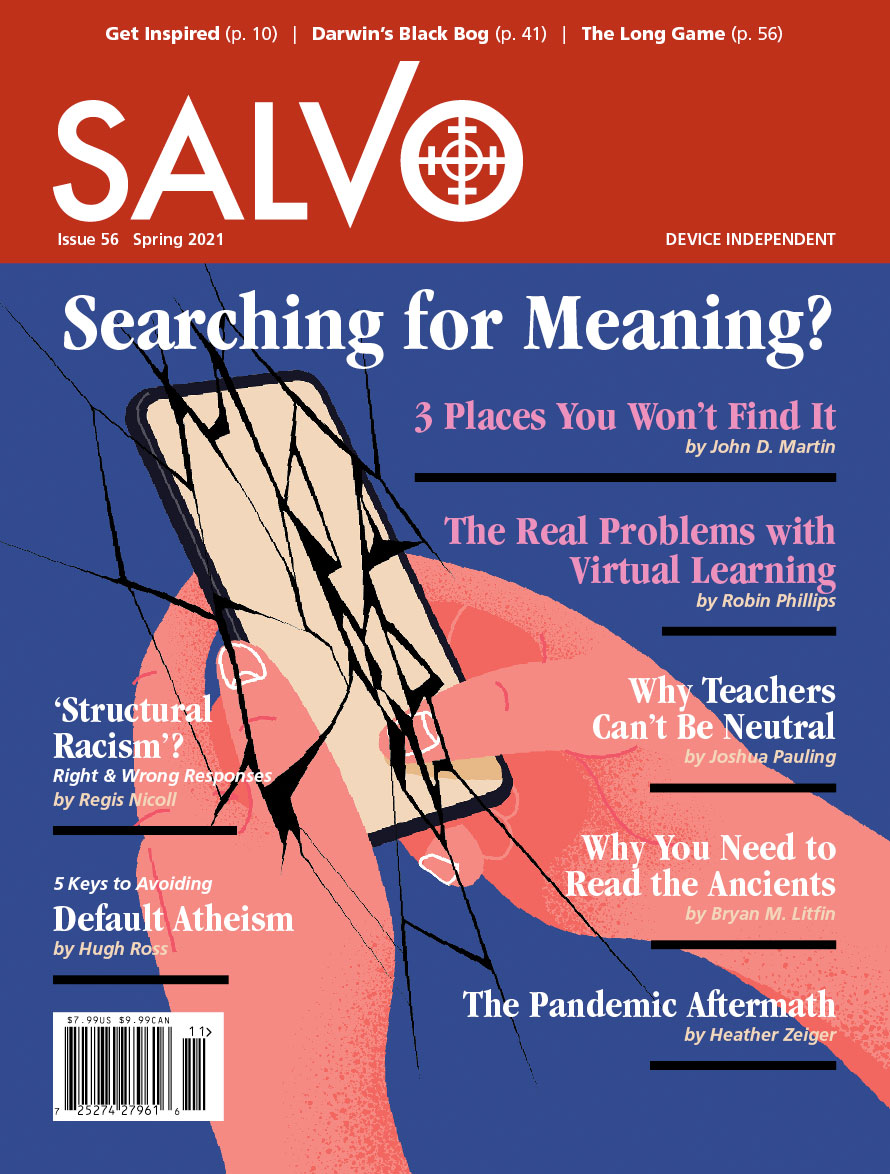 Get Inspired (p. 10) | Darwin's Black Bog (p. 41) | The Long Game (p. 56)
SALVO
Issue 56 Spring 2021
DEVICE INDEPENDENT
Searching for Meaning?
3 Places You Won't Find It
by John D. Martin
The Real Problems with
Virtual Learning
by Robin Phillips
Why Teachers
Can't Be Neutral
by Joshua Pauling
'Structural
Racism'?
Right & Wrong Responses
by Regis Nicoll
Why You Need to
Read the Ancients
by Bryan M. Litfin
5 Keys to Avoiding
Default Atheism
by Hugh Ross
The Pandemic Aftermath
by Heather Zeiger
$7.99US $9.99CAN
11>
7 25274 27961 6